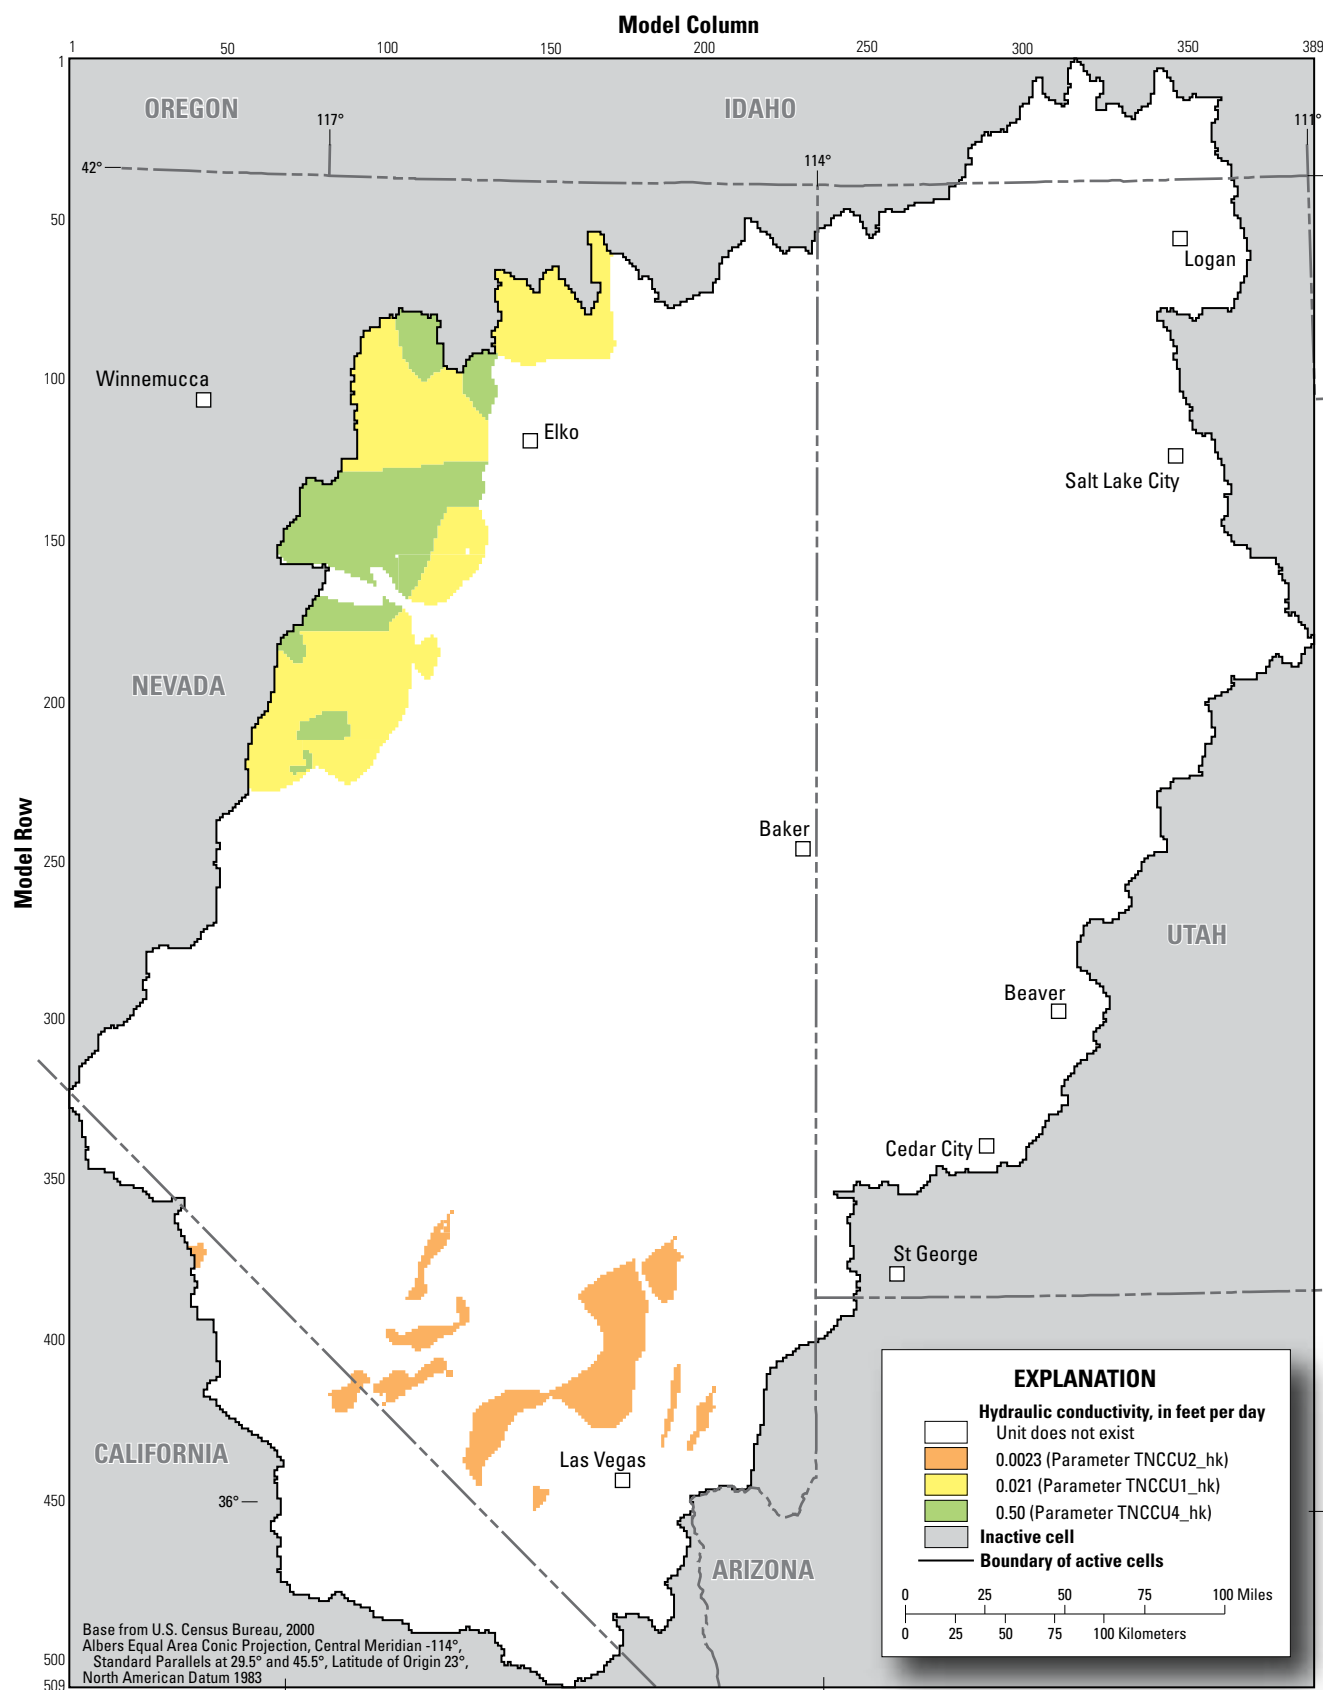 Model Column
1 50 100 150 200 250 300 350 389
1
OREGON
IDAHO
117°
111°
42°
114°
50
Logan
100
Winnemucca
Elko
Salt Lake City
150
NEVADA
200
Baker
Model Row
250
UTAH
Beaver
300
Cedar City
350
St George
400
CALIFORNIA
Las Vegas
36°
450
ARIZONA
500
509
EXPLANATION
Hydraulic conductivity, in feet per day
Unit does not exist
0.0023 (Parameter TNCCU2_hk)
0.021 (Parameter TNCCU1_hk)
0.50 (Parameter TNCCU4_hk)
Inactive cell
Boundary of active cells
0 25 50 75 100 Miles
0 25 50 75 100 Kilometers
Base from U.S. Census Bureau, 2000
Albers Equal Area Conic Projection, Central Meridian -114°,
Standard Parallels at 29.5° and 45.5°, Latitude of Origin 23°,
North American Datum 1983